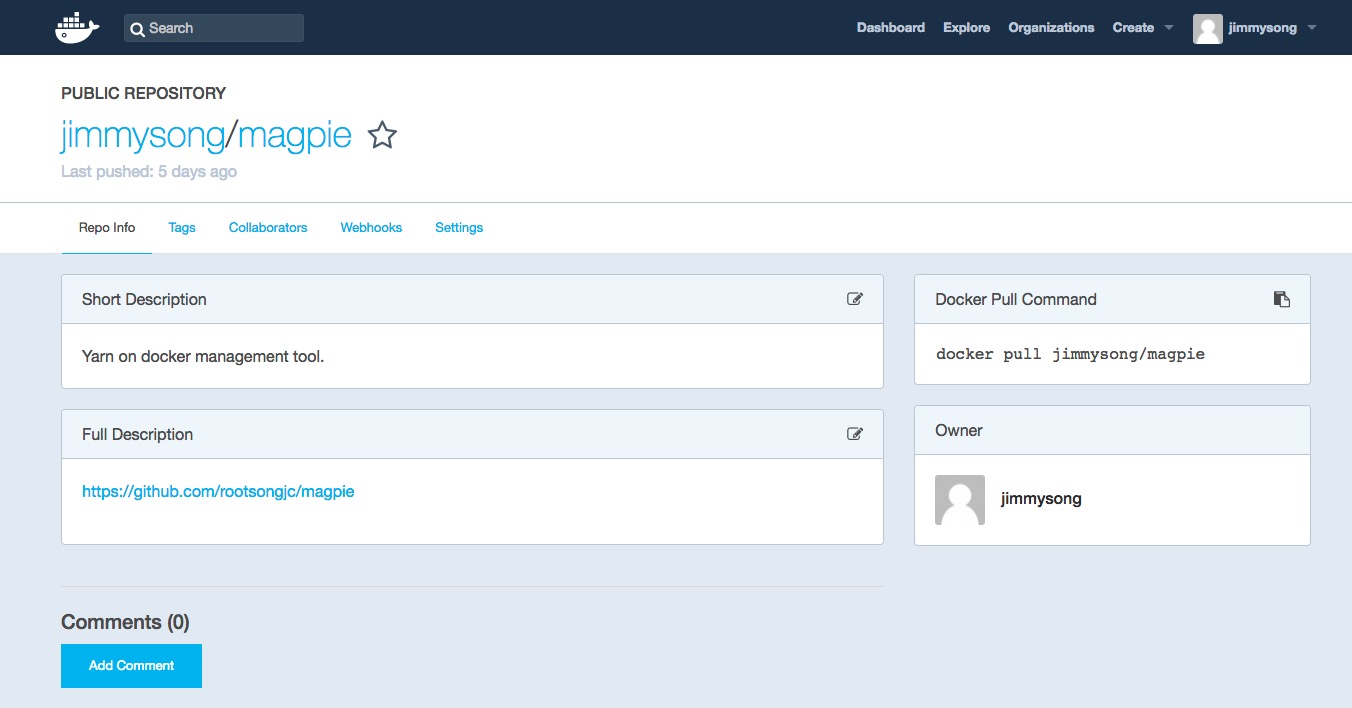 Search
Dashboard Explore Organizations Create jimmysong
PUBLIC REPOSITORY
jimmysong/magpie
Last pushed: 5 days ago
Repo Info Tags Collaborators Webhooks Settings
Short Description
Yarn on docker management tool.
Full Description
https://github.com/rootsongjc/magpie
Docker Pull Command
docker pull jimmysong/magpie
Owner
jimmysong
Comments (0)
Add Comment